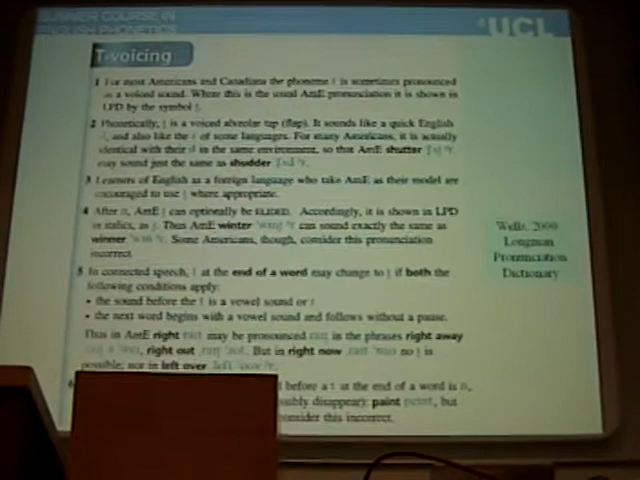 SUMMER COURSE IN
ENGLISH PHONETICS
UCL
T-voicing
1 For most Americans and Canadians the phoneme t is sometimes pronounced
as a voiced sound. Where this is the usual AmE pronunciation it is shown in
LPD by the symbol
2 Phonetically, is a voiced alveolar tap (flap). It sounds like a quick English
and also like the r of some languages. For many Americans, it is actually
identical with their d in the same environment, so that AmE shutter
may sound just the same as shudder
3 Learners of English as a foreign language who take AmE as their model are
encouraged to use where appropriate.
4 After n, AmE can optionally be ELIDED. Accordingly, it is shown in LPD
in italics, as Thus AmE winter can sound exactly the same as
winner Some Americans, though, consider this pronunciation
incorrect.
5 In connected speech, t at the end of a word may change to if both the
following conditions apply:
• the sound before the t is a vowel sound or r
• the next word begins with a vowel sound and follows without a pause.
Thus in AmE right may be pronounced in the phrases right away
right out But in right now no is
possible; nor in left over
before a t at the end of a word is n,
disappear: paint but
consider this incorrect.
Wells, 2000
Longman
Pronunciation
Dictionary